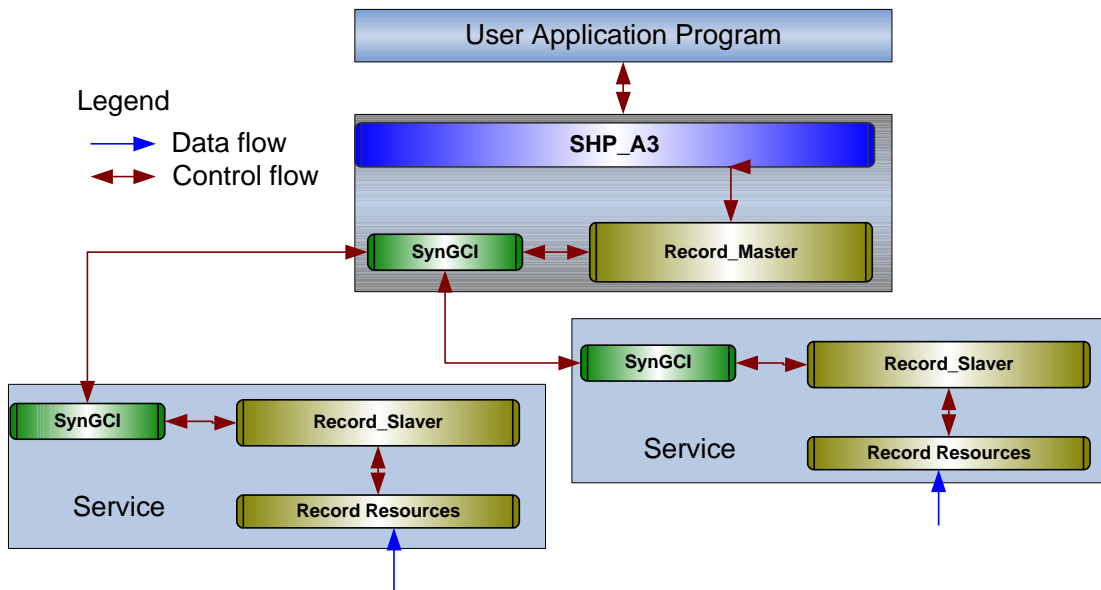 User Application Program
Legend
Data flow
Control flow
SHP_A3
SynGCI
Record_Master
SynGCI
Record_Slaver
Service
Record Resources
SynGCI
Record_Slaver
Service
Record Resources